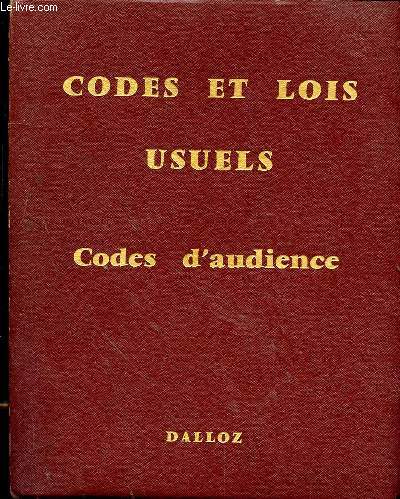 Le-livre.com
CODES ET LOIS
USUELS
Codes d'audience
DALLOZ